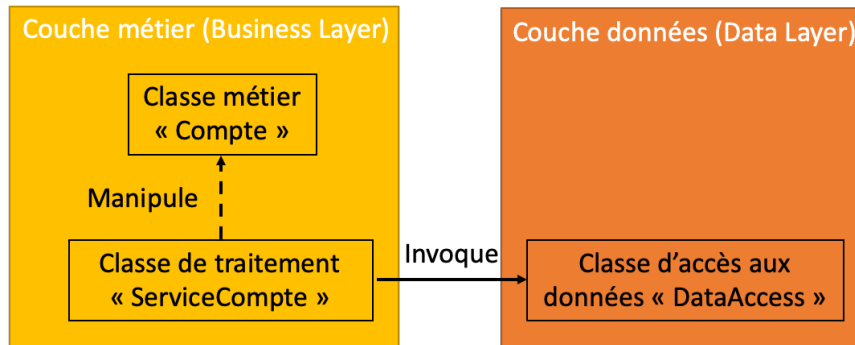 Couche métier (Business Layer)
Couche données (Data Layer)
Classe métier
« Compte »
Manipule
Classe de traitement
« ServiceCompte »
Invoque
Classe d’accès aux
données « DataAccess »